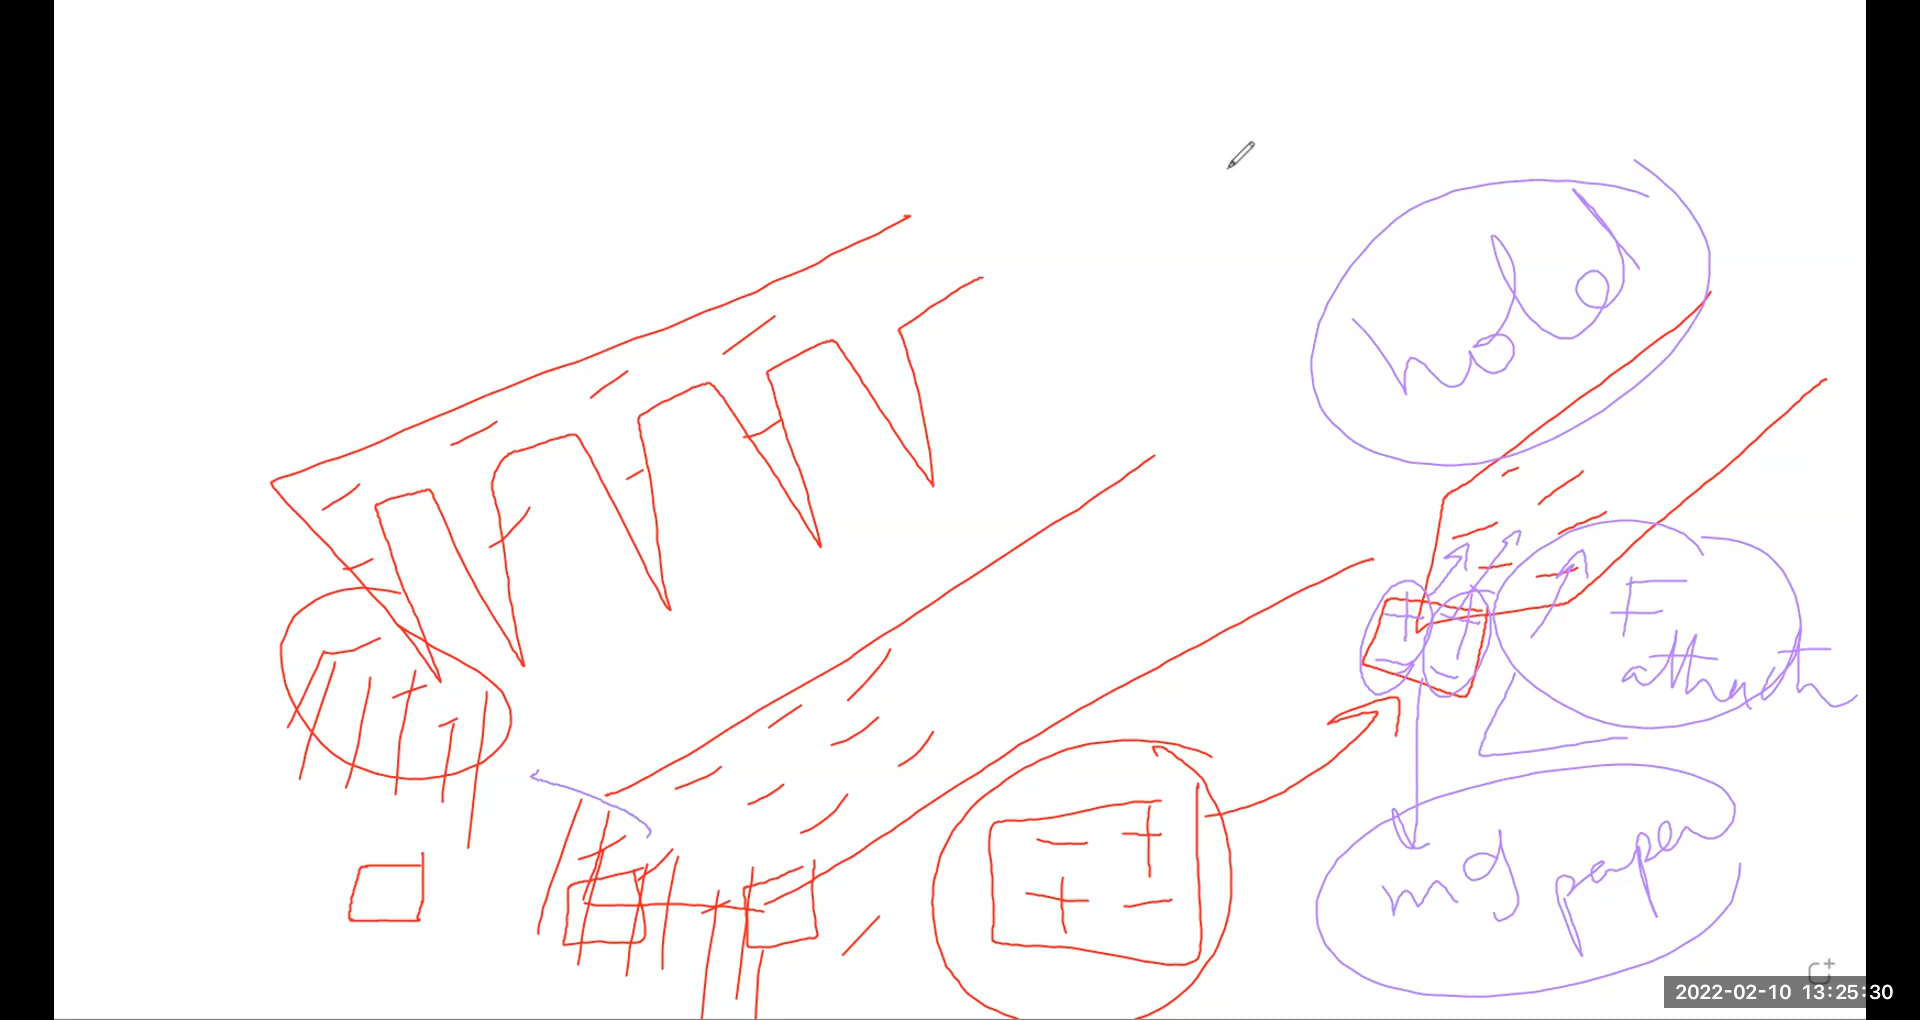 hold
F
attract
mg paper
- +
+ -
+ +
- -
2022-02-10 13:25:30